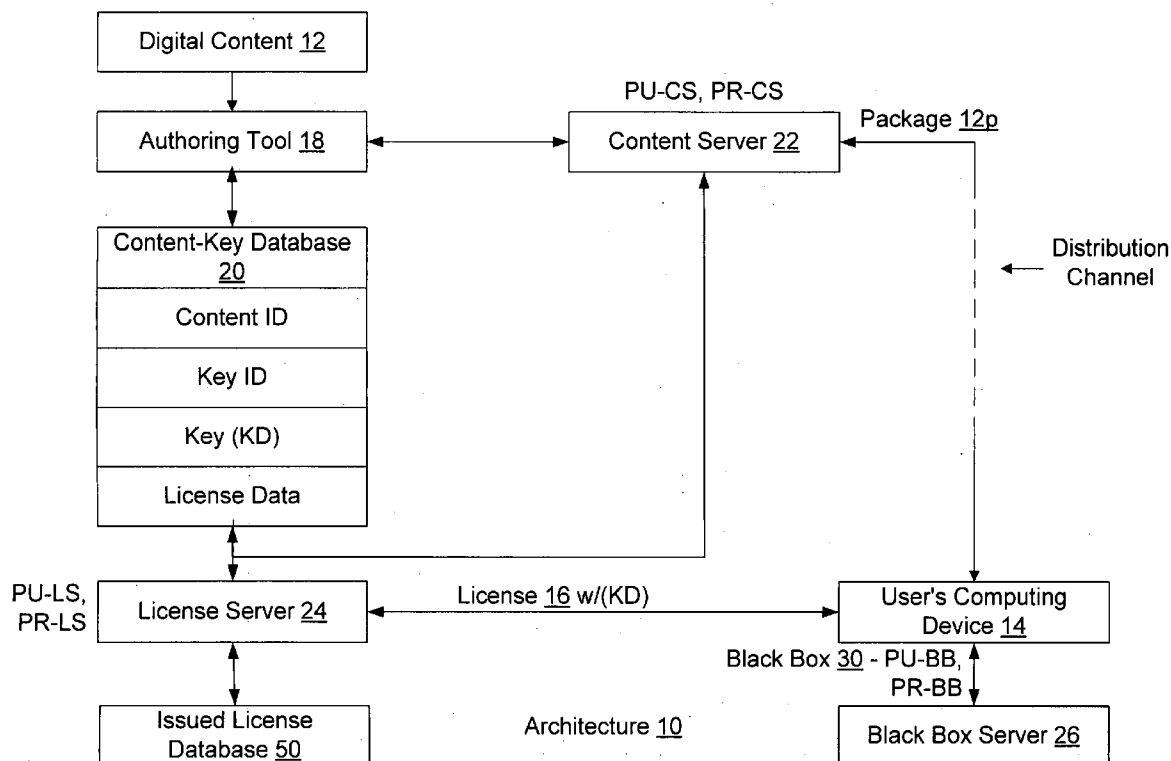 Digital Content 12
PU-CS, PR-CS
Package 12p
Authoring Tool 18
Content Server 22
Content-Key Database
20
Distribution
Channel
Content ID
Key ID
Key (KD)
License Data
PU-LS,
PR-LS
License Server 24
License 16 w/(KD)
User's Computing
Device 14
Black Box 30 - PU-BB,
PR-BB
Issued License
Database 50
Architecture 10
Black Box Server 26